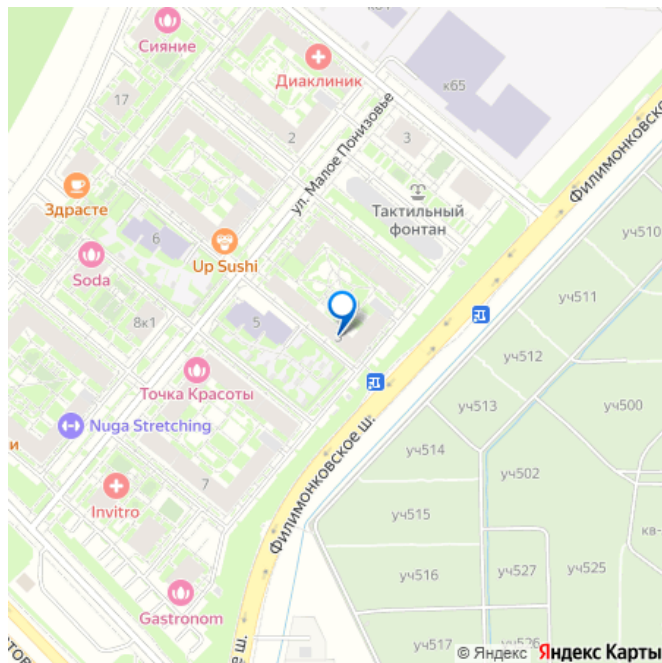 Сияние
Диаклиник
к65
17
2
3
ул. Малое Понизовье
Филимонковское
Здрасте
Тактильный
фонтан
6
Up Sushi
уч510
Soda
уч511
8к1
5
3
уч512
Точка Красоты
уч513
уч500
Nuga Stretching
уч514
и
уч502
7
Филимонковское ш.
Invitro
уч515
кв-
уч516
уч527
уч525
Gastronom
уч517
уч526
е ш.
© Яндекс Яндекс Карты